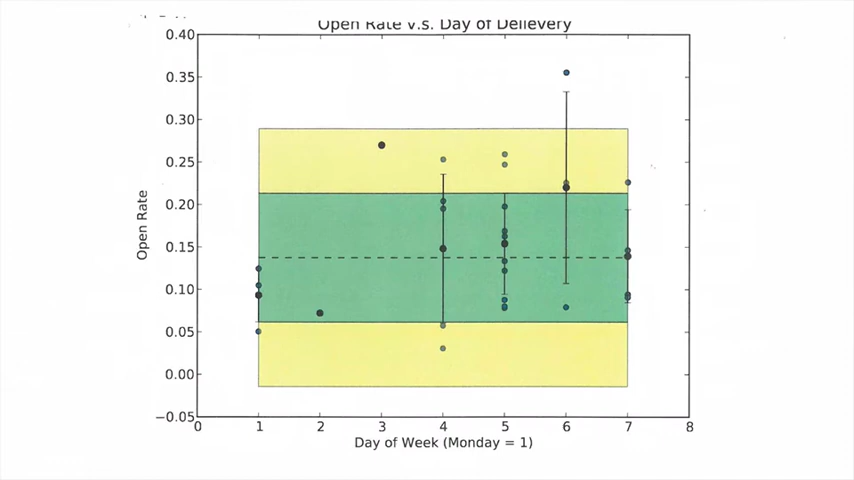 Open Rate v.s. Day of Dellevery
0.40
0.35
0.30
0.25
0.20
0.15
0.10
0.05
0.00
−0.05
Open Rate
0 1 2 3 4 5 6 7 8
Day of Week (Monday = 1)